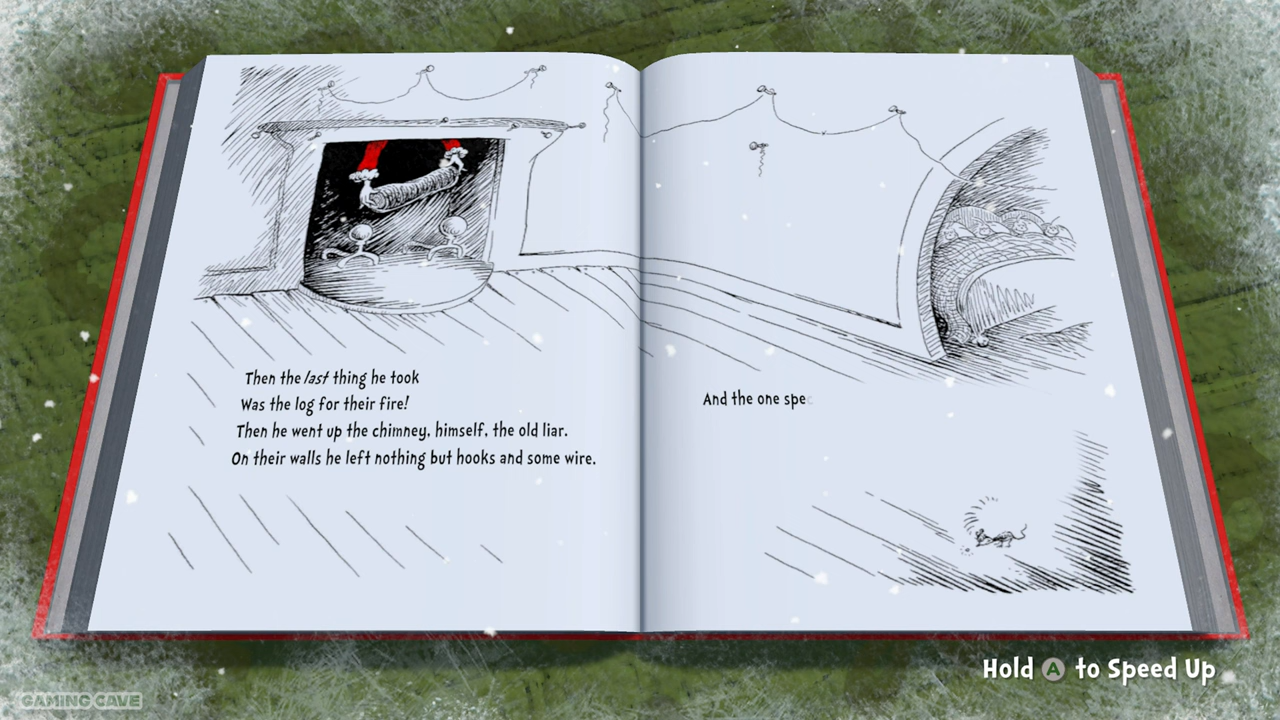 Then the last thing he took
Was the log for their fire!
Then he went up the chimney, himself, the old liar.
On their walls he left nothing but hooks and some wire.
And the one spec
Hold A to Speed Up
GAMING CAVE